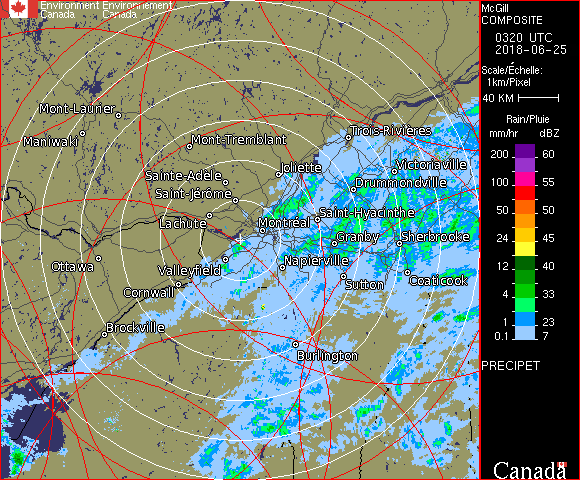 Environment Environnement
Canada Canada
McGill
COMPOSITE
0320 UTC
2018-06-25
Scale/Échelle:
1km/Pixel
40 KM
Rain/Pluie
mm/hr dBZ
200 60
100 55
50 50
24 45
12 40
4 33
1 23
0.1 7
PRECIPET
Canada
Mont-Laurier
Maniwaki
Mont-Tremblant
Trois-Rivières
Sainte-Adèle
Joliette
Victoriaville
Saint-Jérôme
Drummondville
Lachute
Montréal
Saint-Hyacinthe
Granby
Sherbrooke
Ottawa
Valleyfield
Napierville
Cornwall
Sutton
Coaticook
Brockville
Burlington